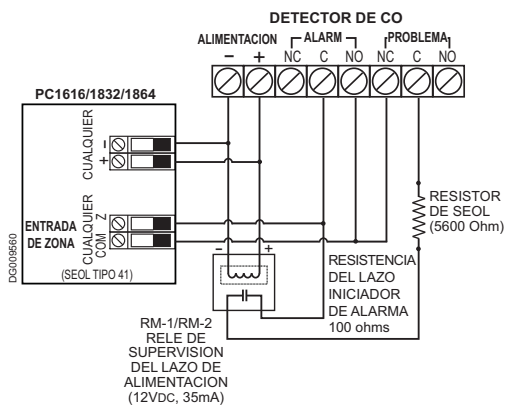 DETECTOR DE CO
ALIMENTACION ALARM PROBLEMA
− + NC C NO NC C NO
PC1616/1832/1864
CUALQUIER
−
+
ENTRADA
DE ZONA
CUALQUIER
COM Z
(SEOL TIPO 41)
DG009560
RESISTOR
DE SEOL
(5600 Ohm)
− +
RESISTENCIA
DEL LAZO
INICIADOR
DE ALARMA
100 ohms
RM-1/RM-2
RELE DE
SUPERVISION
DEL LAZO DE
ALIMENTACION
(12VDC, 35mA)